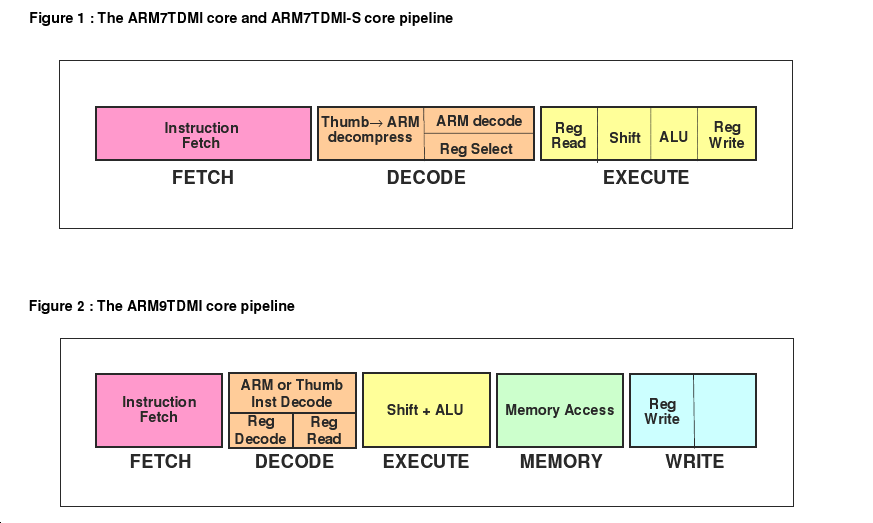 Figure 1 : The ARM7TDMI core and ARM7TDMI-S core pipeline
Instruction
Fetch
Thumb→ ARM
decompress
ARM decode
Reg Select
Reg
Read
Shift
ALU
Reg
Write
FETCH
DECODE
EXECUTE
Figure 2 : The ARM9TDMI core pipeline
Instruction
Fetch
ARM or Thumb
Inst Decode
Reg
Decode
Reg
Read
Shift + ALU
Memory Access
Reg
Write
FETCH
DECODE
EXECUTE
MEMORY
WRITE